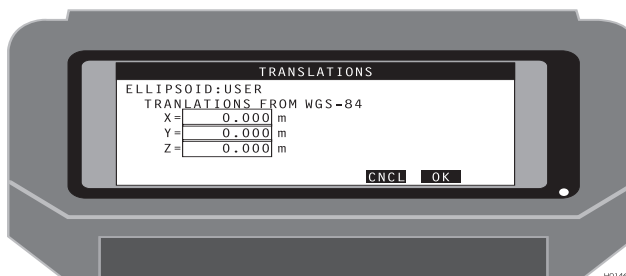 TRANSLATIONS
ELLIPSOID:USER
TRANLATIONS FROM WGS-84
X= 0.000 m
Y= 0.000 m
Z= 0.000 m
CNCL OK